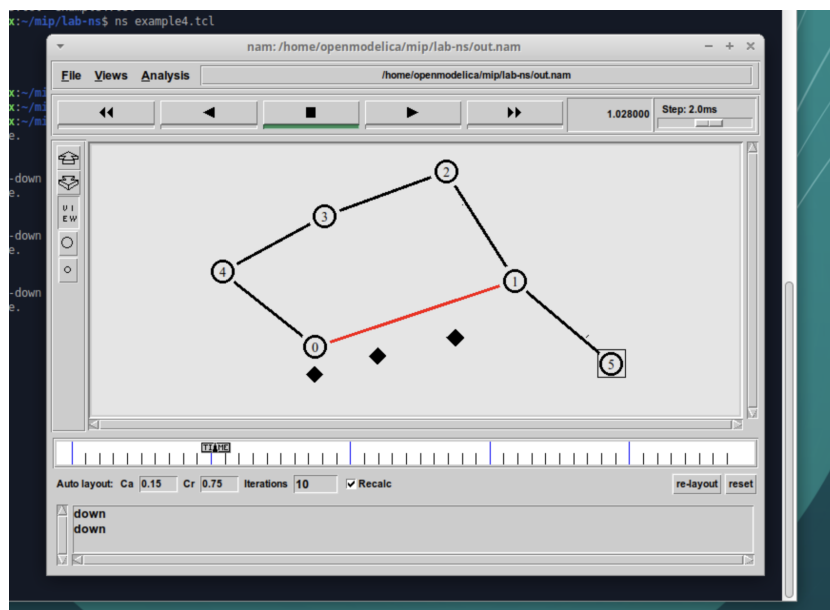 x:~/mip/lab-ns$ ns example4.tcl
nam: /home/openmodelica/mip/lab-ns/out.nam
File Views Analysis /home/openmodelica/mip/lab-ns/out.nam
x:~/mi
x:~/mi
x:~/mi
1.028000 Step: 2.0ms
e.
-down
e.
VI
EW
-down
e.
-down
e.
2
3
4
1
0
5
TIME
Auto layout: Ca 0.15 Cr 0.75 Iterations 10 Recalc re-layout reset
down
down